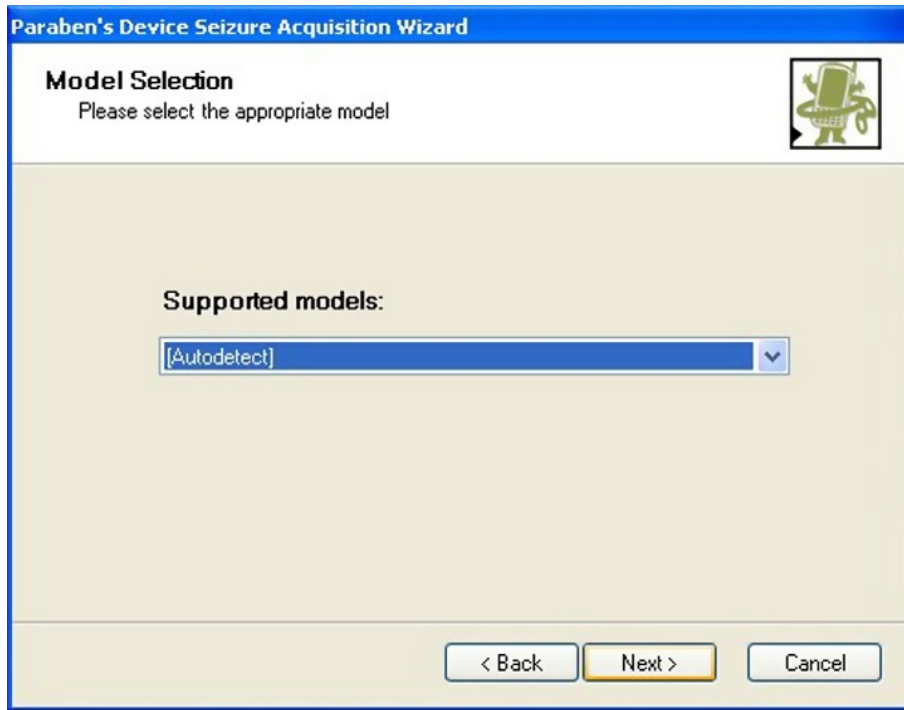 Paraben's Device Seizure Acquisition Wizard
Model Selection
Please select the appropriate model
Supported models:
[Autodetect]
< Back
Next >
Cancel